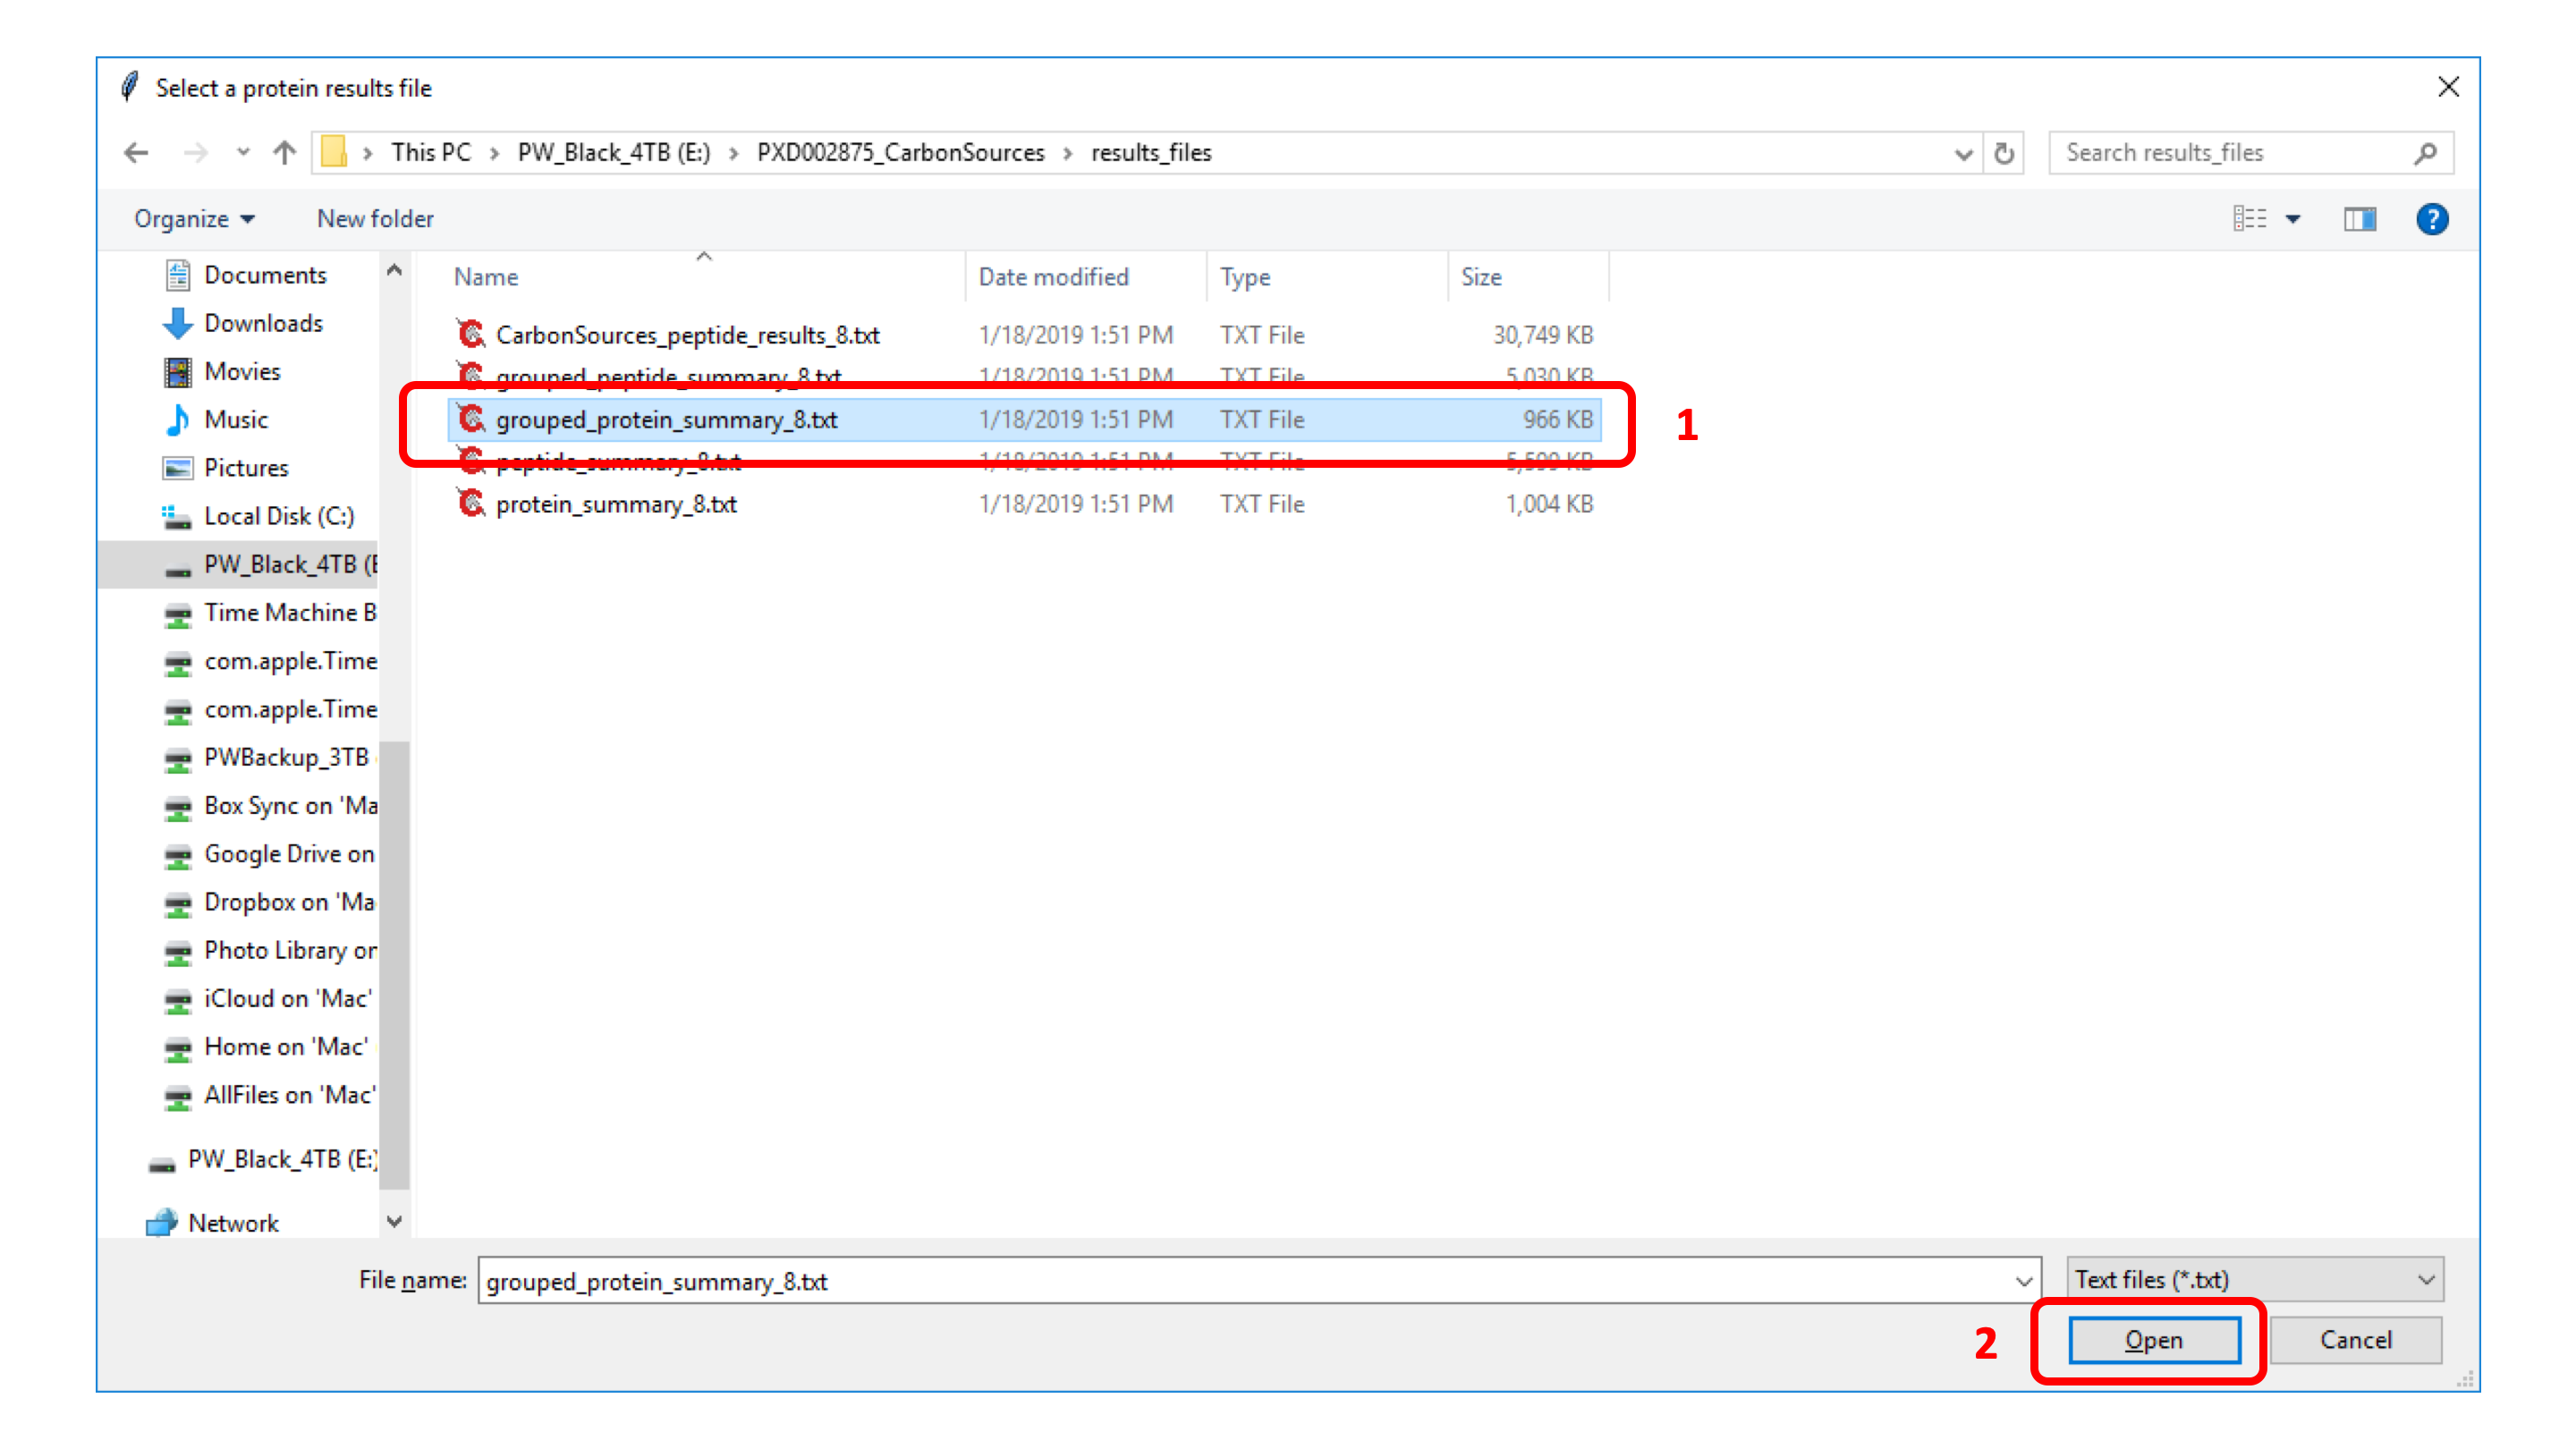 Select a protein results file
This PC > PW_Black_4TB (E:) > PXD002875_CarbonSources > results_files
Search results_files
Organize
New folder
Name Date modified Type Size
CarbonSources_peptide_results_8.txt 1/18/2019 1:51 PM TXT File 30,749 KB
grouped_peptide_summary_8.txt 1/18/2019 1:51 PM TXT File 5,030 KB
grouped_protein_summary_8.txt 1/18/2019 1:51 PM TXT File 966 KB
1
peptide_summary_8.txt 1/18/2019 1:51 PM TXT File 5,599 KB
protein_summary_8.txt 1/18/2019 1:51 PM TXT File 1,004 KB
Documents
Downloads
Movies
Music
Pictures
Local Disk (C:)
PW_Black_4TB (E
Time Machine B
com.apple.Time
com.apple.Time
PWBackup_3TB
Box Sync on 'Ma
Google Drive on
Dropbox on 'Ma
Photo Library on
iCloud on 'Mac'
Home on 'Mac'
AllFiles on 'Mac'
PW_Black_4TB (E:)
Network
File name: grouped_protein_summary_8.txt
Text files (*.txt)
2
Open
Cancel